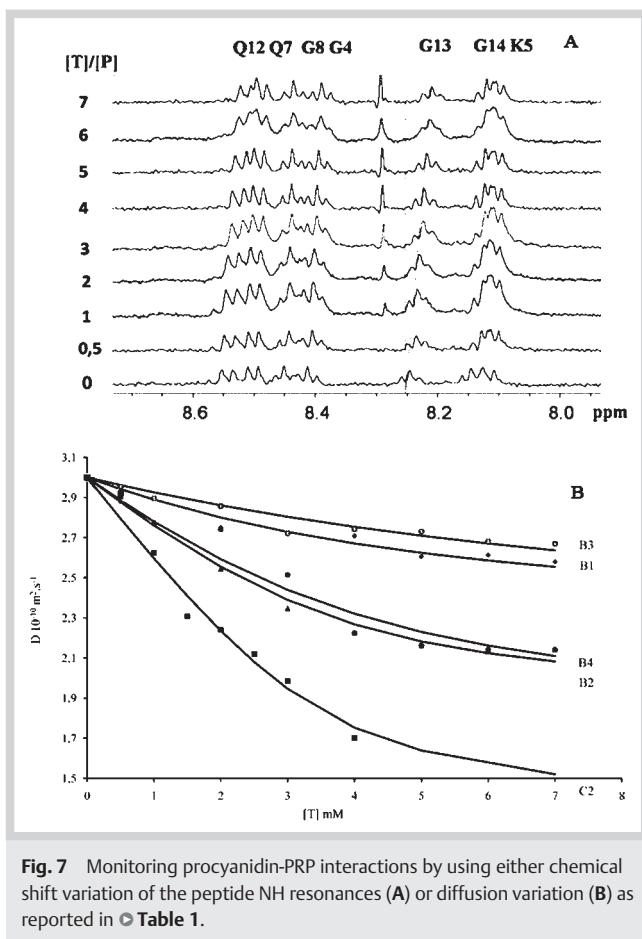 [T]/[P]
Q12 Q7 G8 G4 G13 G14 K5 A
7
6
5
4
3
2
1
0,5
0
8.6 8.4 8.2 8.0 ppm
3,1
2,9
2,7
2,5
2,3
2,1
1,9
1,7
1,5
D 10⁻¹⁰ m².s⁻¹
B
B3
B1
B4
B2
C2
0 1 2 3 4 5 6 7 8
[T] mM
Fig. 7 Monitoring procyanidin-PRP interactions by using either chemical
shift variation of the peptide NH resonances (A) or diffusion variation (B) as
reported in Table 1.